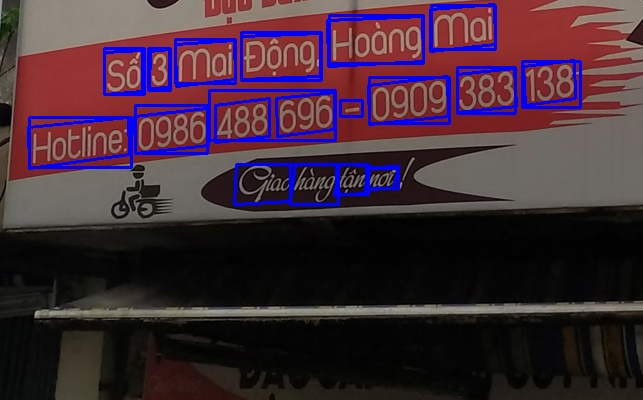 Số 3 Mai Động, Hoàng Mai
Hotline: 0986 488 696 - 0909 383 138
Giao hàng tận nơi !